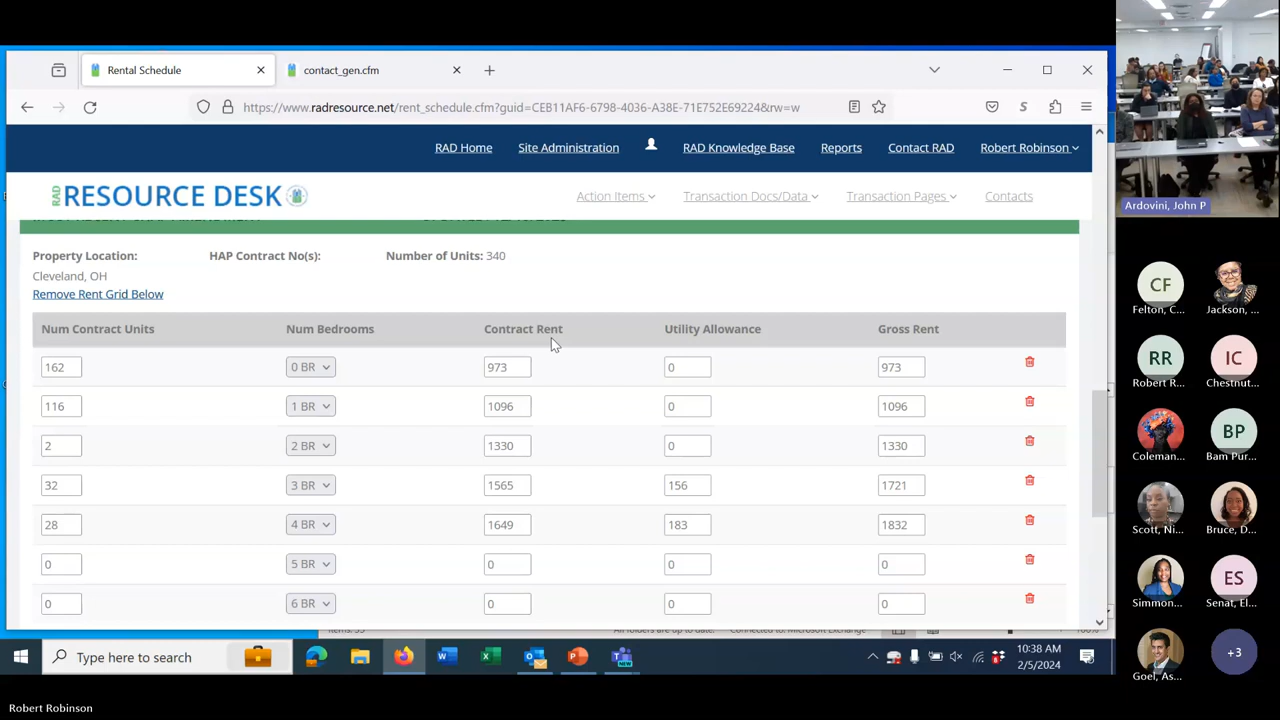 Rental Schedule
contact_gen.cfm
https://www.radresource.net/rent_schedule.cfm?guid=CEB11AF6-6798-4036-A38E-71E752E69224&rw=w
RAD Home Site Administration RAD Knowledge Base Reports Contact RAD Robert Robinson
RAD RESOURCE DESK Action Items Transaction Docs/Data Transaction Pages Contacts
Property Location: HAP Contract No(s): Number of Units: 340
Cleveland, OH
Remove Rent Grid Below
Num Contract Units Num Bedrooms Contract Rent Utility Allowance Gross Rent
162 0 BR 973 0 973
116 1 BR 1096 0 1096
2 2 BR 1330 0 1330
32 3 BR 1565 156 1721
28 4 BR 1649 183 1832
0 5 BR 0 0 0
0 6 BR 0 0 0
Type here to search
10:38 AM
2/5/2024
Robert Robinson
Ardovini, John P
CF
Felton, C...
Jackson, ...
RR
Robert R...
IC
Chestnut...
Coleman...
BP
Bam Pur...
Scott, Ni...
Bruce, D...
Simmon...
ES
Senat, El...
Goel, As...
+3